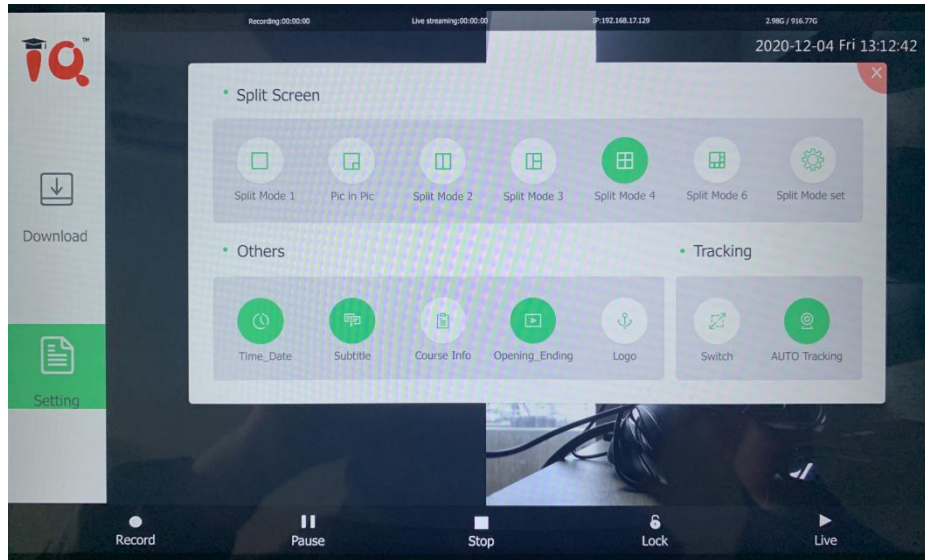 Recording:00:00:00 Live streaming:00:00:00 IP:192.168.17.129 2.98G / 916.77G
2020-12-04 Fri 13:12:42
IQ™
Split Screen
Split Mode 1 Pic in Pic Split Mode 2 Split Mode 3 Split Mode 4 Split Mode 6 Split Mode set
Download
Others Tracking
Time_Date Subtitle Course Info Opening_Ending Logo Switch AUTO Tracking
Setting
Record Pause Stop Lock Live